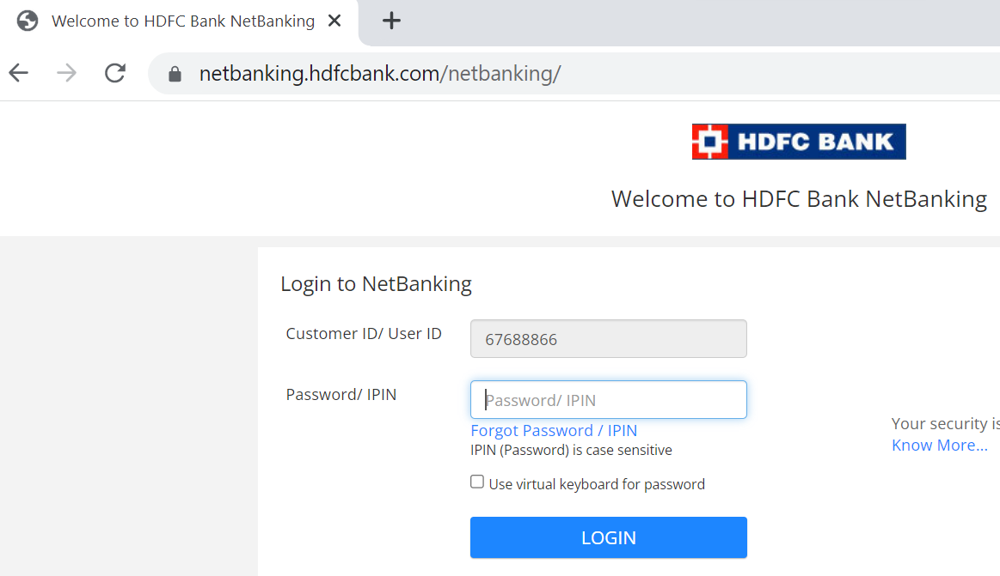 Welcome to HDFC Bank NetBanking
netbanking.hdfcbank.com/netbanking/
HDFC BANK
Welcome to HDFC Bank NetBanking
Login to NetBanking
Customer ID/ User ID
67688866
Password/ IPIN
Password/ IPIN
Forgot Password / IPIN
IPIN (Password) is case sensitive
Use virtual keyboard for password
LOGIN
Your security is
Know More...